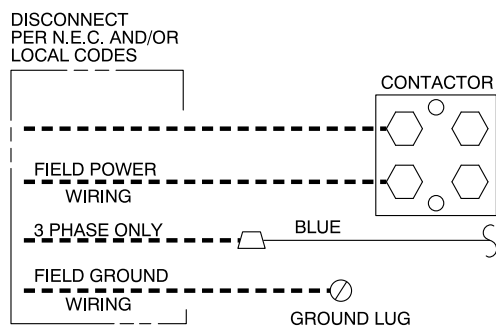 DISCONNECT
PER N.E.C. AND/OR
LOCAL CODES
CONTACTOR
FIELD POWER
WIRING
3 PHASE ONLY
BLUE
FIELD GROUND
WIRING
GROUND LUG